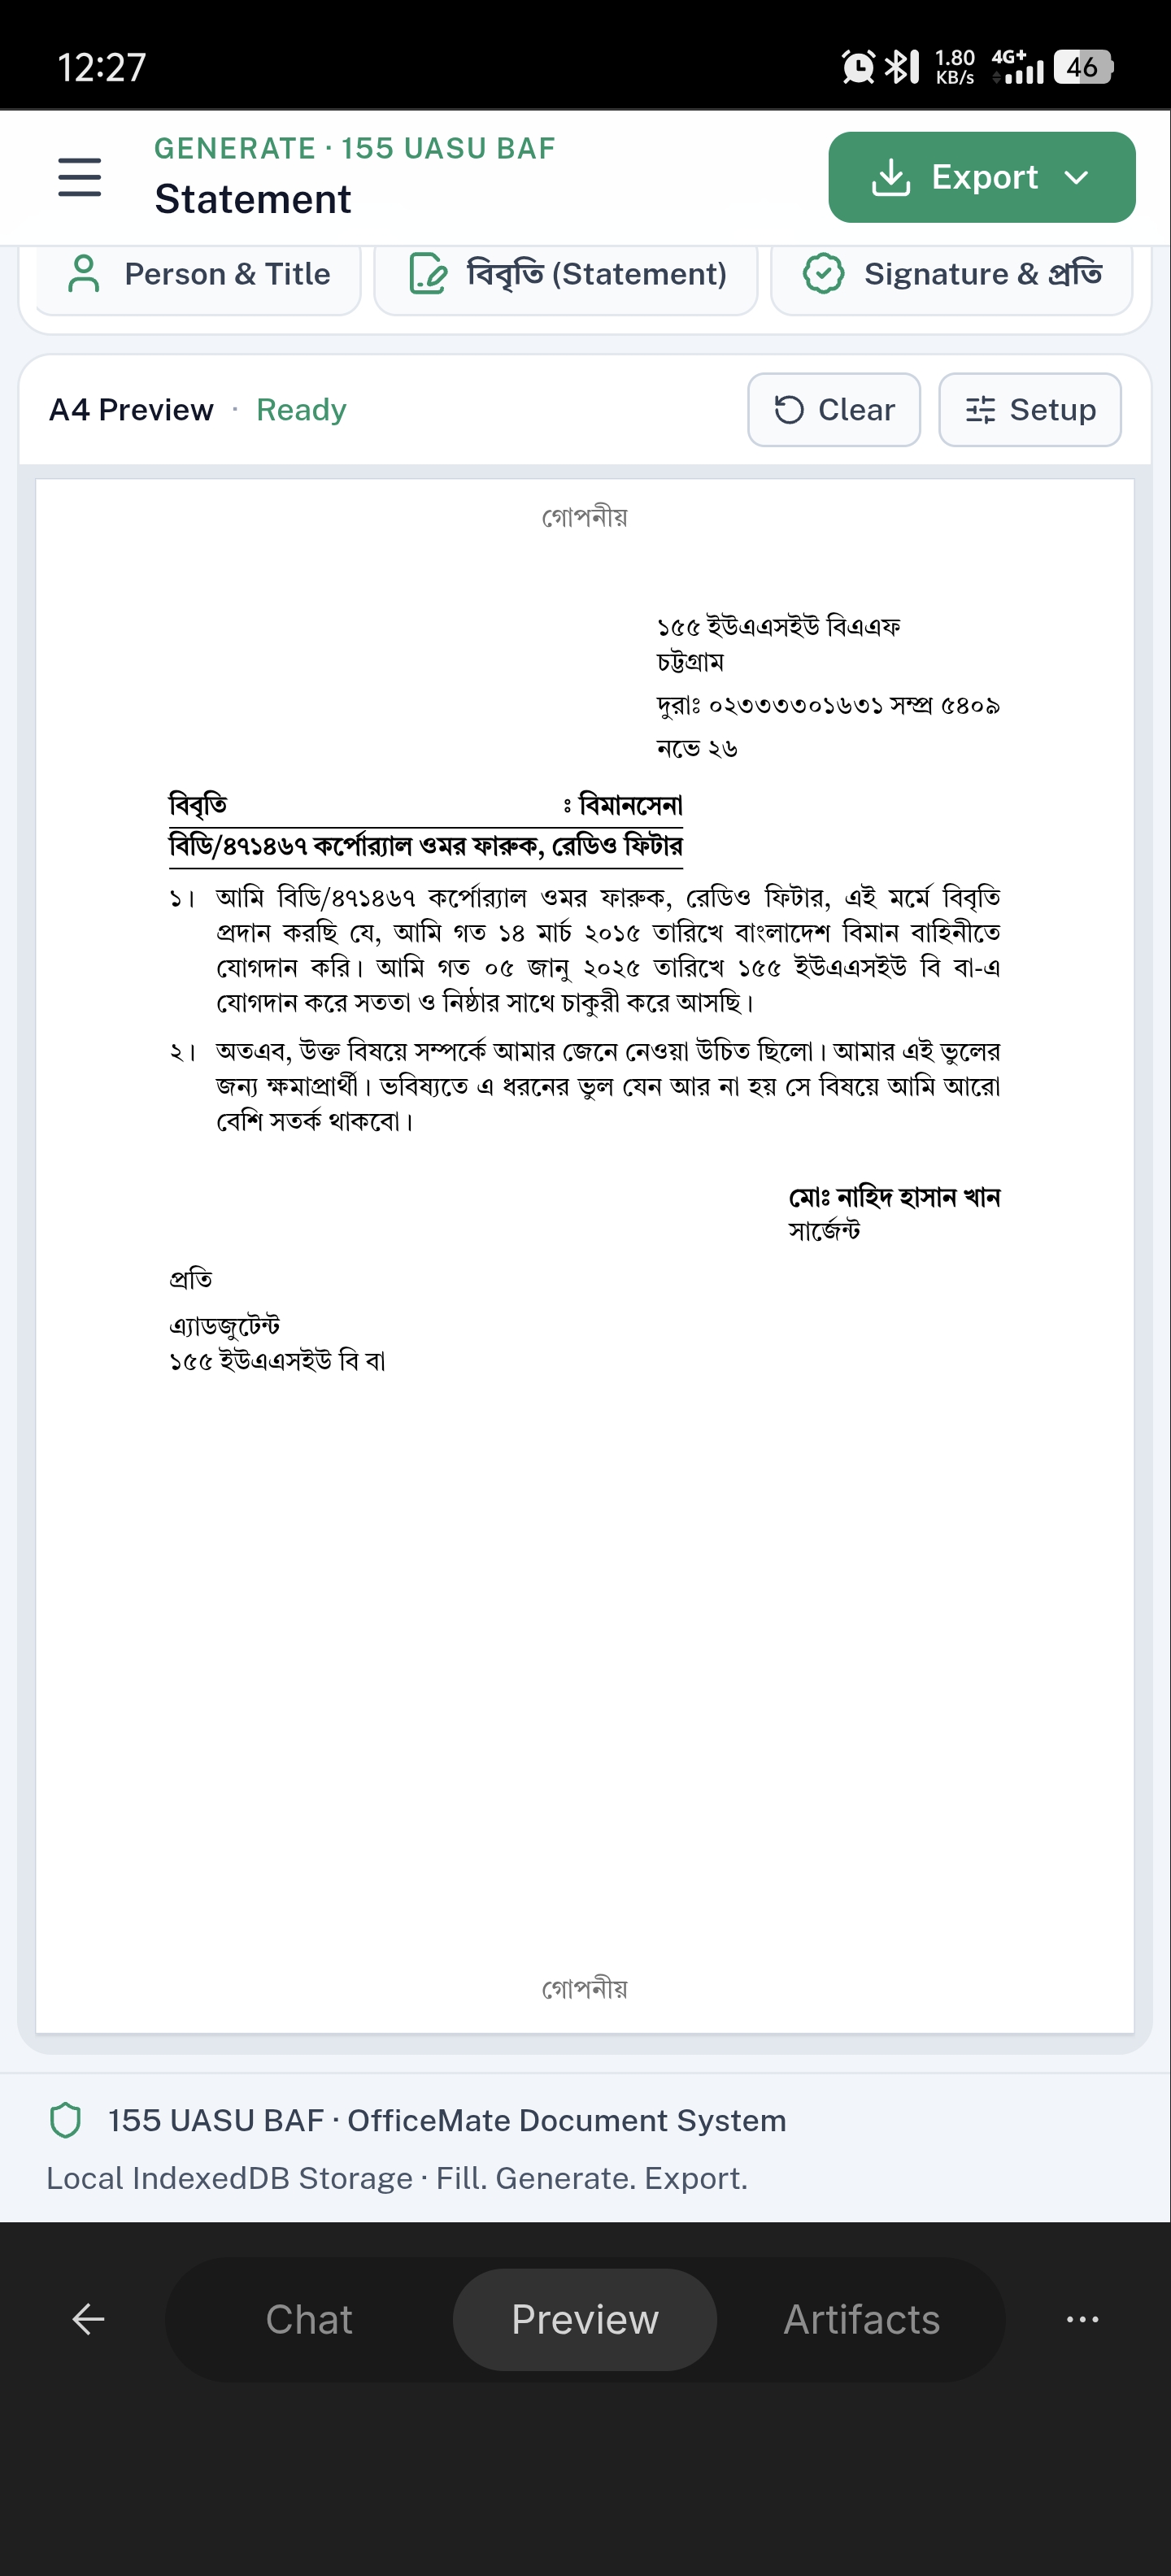 12:27
1.80 KB/s 4G+ 46
GENERATE · 155 UASU BAF
Statement
Export
Person & Title
বিবৃতি (Statement)
Signature & প্রতি
A4 Preview · Ready
Clear
Setup
গোপনীয়
১৫৫ ইউএএসইউ বিএএফ
চট্টগ্রাম
দুরাঃ ০২৩৩৩৩০১৬৩১ সম্প্র ৫৪০৯
নভে ২৬
বিবৃতি ঃ বিমানসেনা
বিডি/৪৭১৪৬৭ কর্পোর‍্যাল ওমর ফারুক, রেডিও ফিটার
১। আমি বিডি/৪৭১৪৬৭ কর্পোর‍্যাল ওমর ফারুক, রেডিও ফিটার, এই মর্মে বিবৃতি
প্রদান করছি যে, আমি গত ১৪ মার্চ ২০১৫ তারিখে বাংলাদেশ বিমান বাহিনীতে
যোগদান করি। আমি গত ০৫ জানু ২০২৫ তারিখে ১৫৫ ইউএএসইউ বি বা-এ
যোগদান করে সততা ও নিষ্ঠার সাথে চাকুরী করে আসছি।
২। অতএব, উক্ত বিষয়ে সম্পর্কে আমার জেনে নেওয়া উচিত ছিলো। আমার এই ভুলের
জন্য ক্ষমাপ্রার্থী। ভবিষ্যতে এ ধরনের ভুল যেন আর না হয় সে বিষয়ে আমি আরো
বেশি সতর্ক থাকবো।
মোঃ নাহিদ হাসান খান
সার্জেন্ট
প্রতি
এ্যাডজুটেন্ট
১৫৫ ইউএএসইউ বি বা
গোপনীয়
155 UASU BAF · OfficeMate Document System
Local IndexedDB Storage · Fill. Generate. Export.
Chat
Preview
Artifacts